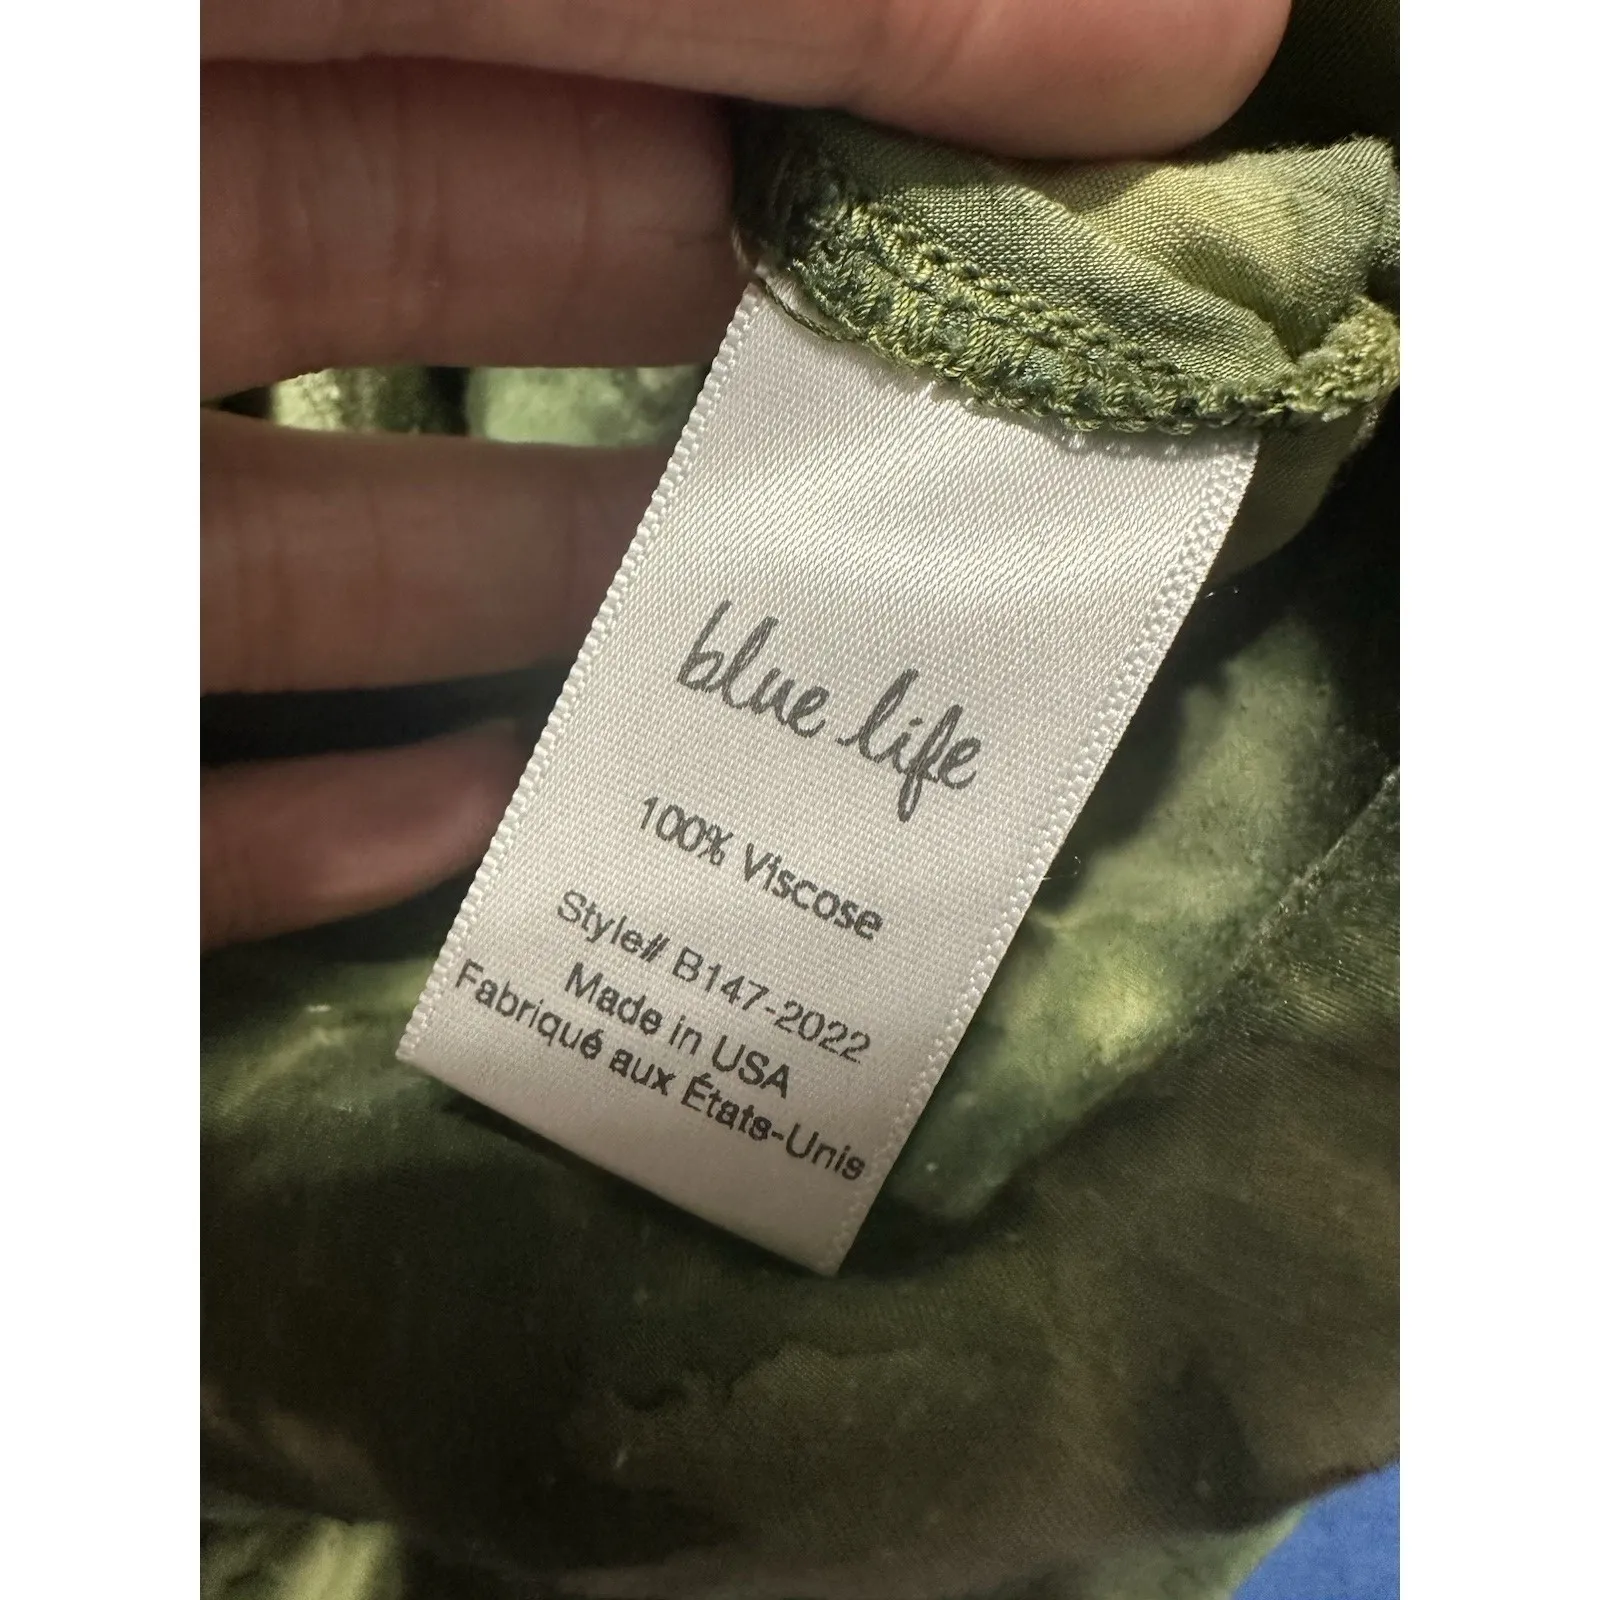 blue life
100% Viscose
Style# B147-2022
Made in USA
Fabriqué aux États-Unis